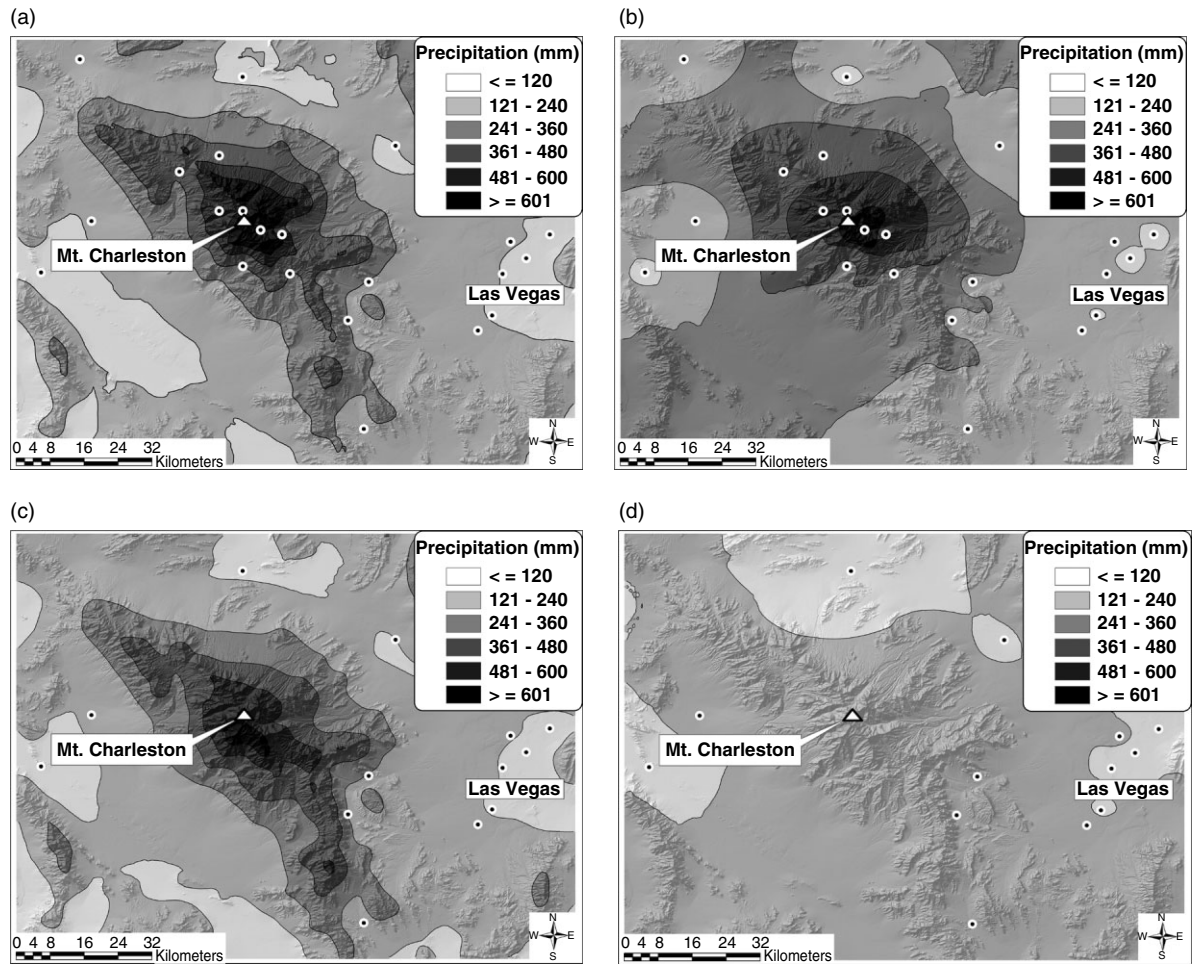 (a)
Precipitation (mm)
< = 120
121 - 240
241 - 360
361 - 480
481 - 600
> = 601
Mt. Charleston
Las Vegas
0 4 8 16 24 32
Kilometers
N
W E
S
(b)
Precipitation (mm)
< = 120
121 - 240
241 - 360
361 - 480
481 - 600
> = 601
Mt. Charleston
Las Vegas
0 4 8 16 24 32
Kilometers
N
W E
S
(c)
Precipitation (mm)
< = 120
121 - 240
241 - 360
361 - 480
481 - 600
> = 601
Mt. Charleston
Las Vegas
0 4 8 16 24 32
Kilometers
N
W E
S
(d)
Precipitation (mm)
< = 120
121 - 240
241 - 360
361 - 480
481 - 600
> = 601
Mt. Charleston
Las Vegas
0 4 8 16 24 32
Kilometers
N
W E
S